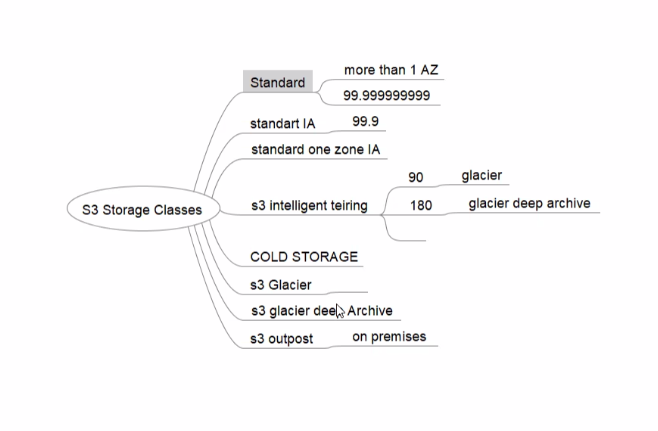 S3 Storage Classes
Standard
more than 1 AZ
99.999999999
standart IA
99.9
standard one zone IA
s3 intelligent teiring
90
glacier
180
glacier deep archive
COLD STORAGE
s3 Glacier
s3 glacier deep Archive
s3 outpost
on premises